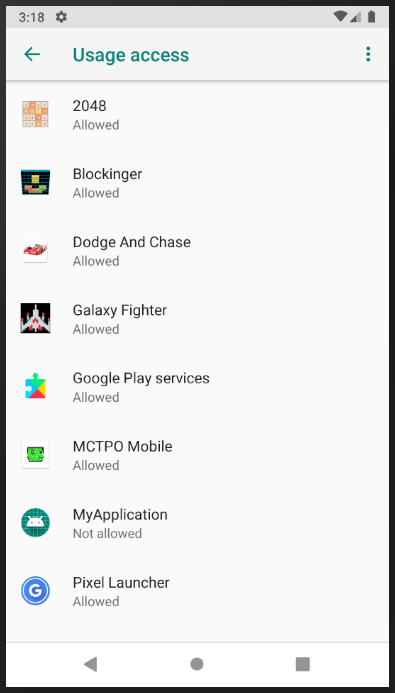 3:18
Usage access
2048
Allowed
Blockinger
Allowed
Dodge And Chase
Allowed
Galaxy Fighter
Allowed
Google Play services
Allowed
MCTPO Mobile
Allowed
MyApplication
Not allowed
Pixel Launcher
Allowed